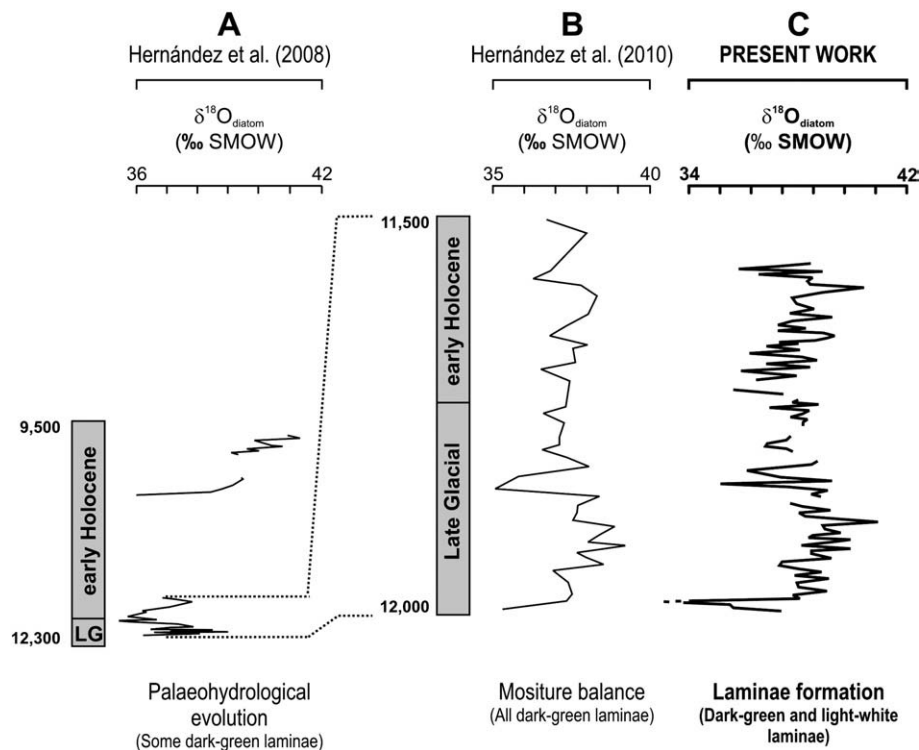 A
Hernández et al. (2008)
δ¹⁸Odiatom
(‰ SMOW)
36 42
9,500
early Holocene
LG
12,300
Palaeohydrological
evolution
(Some dark-green laminae)
B
Hernández et al. (2010)
δ¹⁸Odiatom
(‰ SMOW)
35 40
11,500
early Holocene
Late Glacial
12,000
Mositure balance
(All dark-green laminae)
C
PRESENT WORK
δ¹⁸Odiatom
(‰ SMOW)
34 42
Laminae formation
(Dark-green and light-white
laminae)